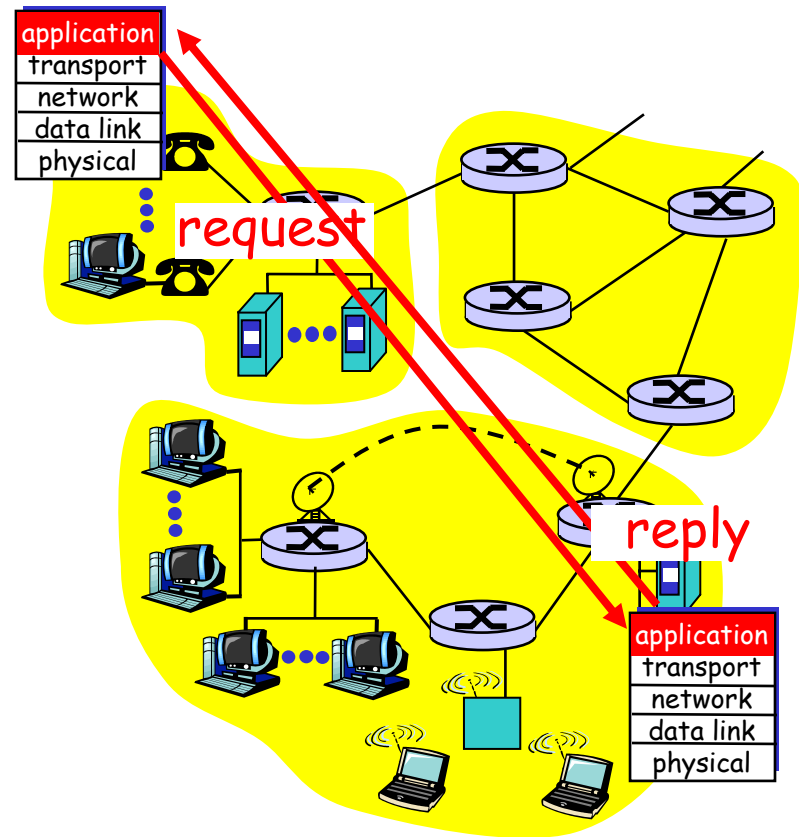 application
transport
network
data link
physical
request
reply
application
transport
network
data link
physical